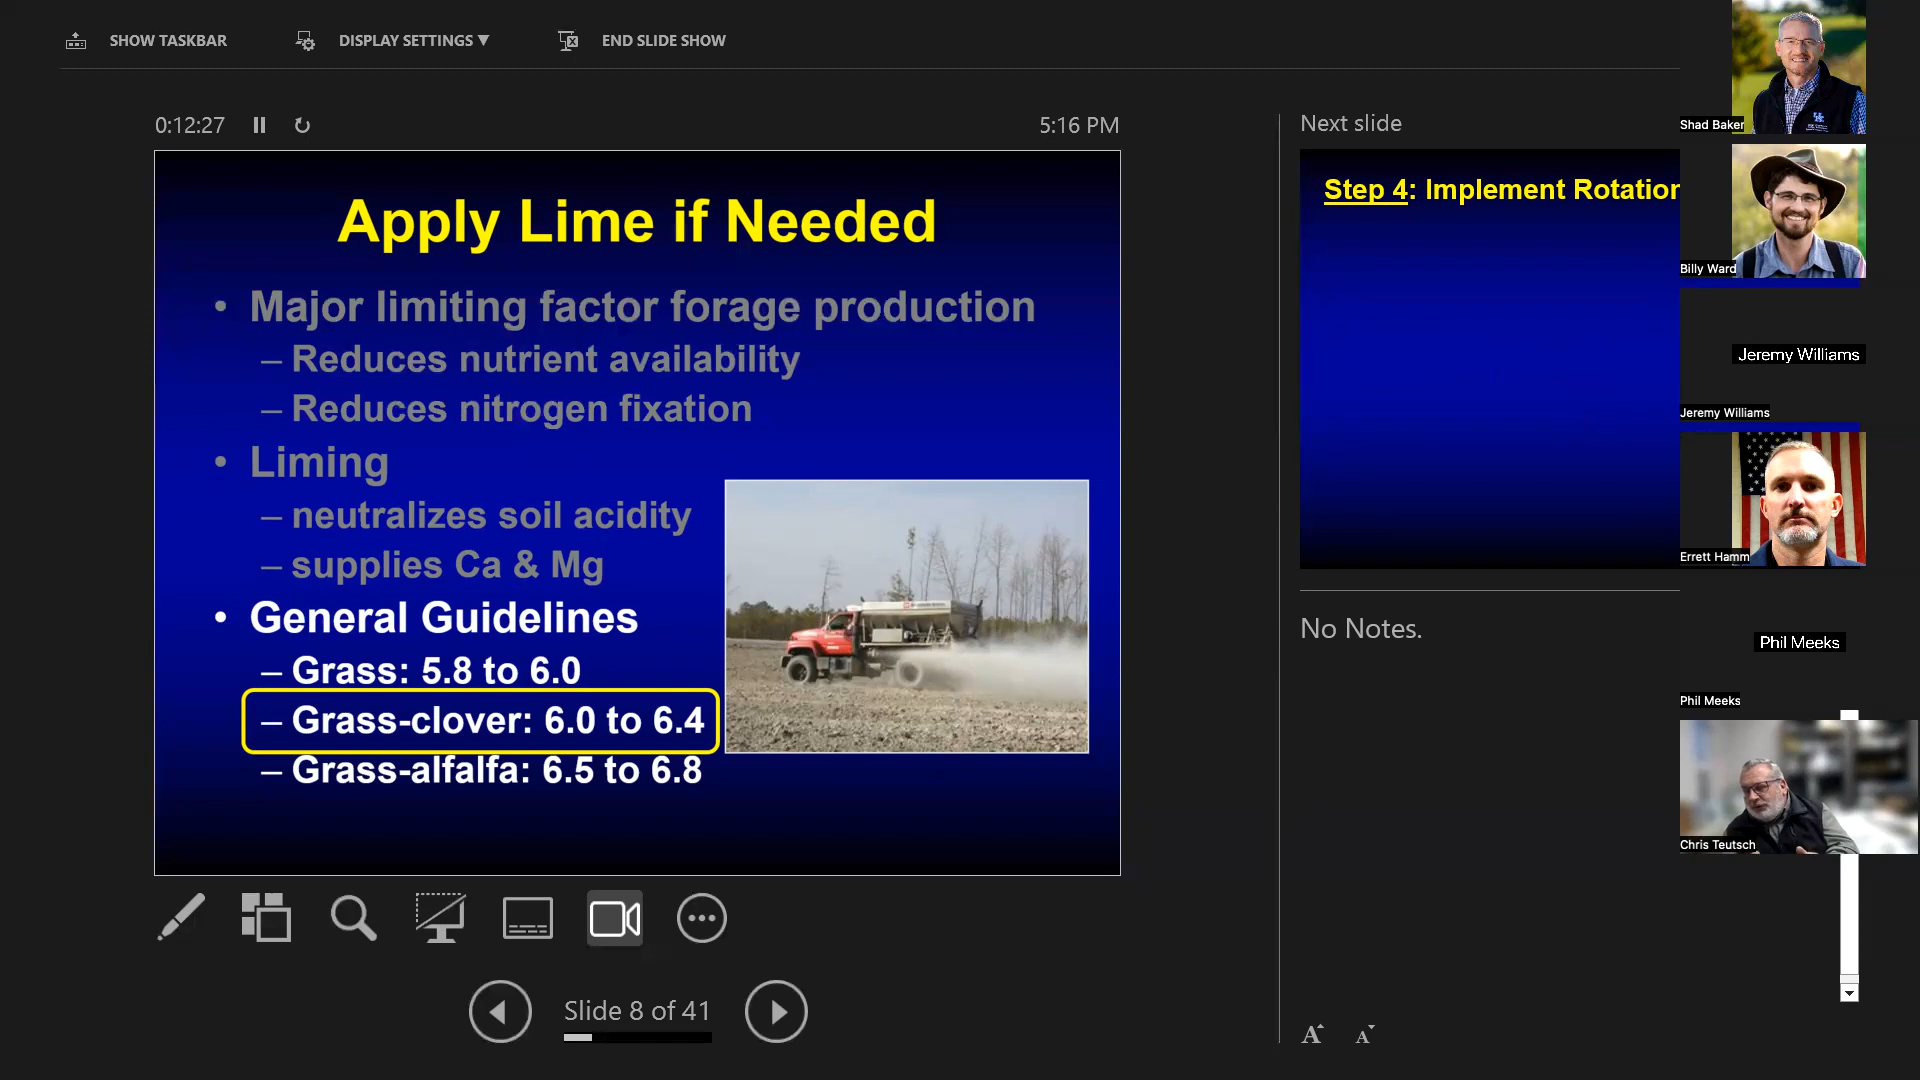 SHOW TASKBAR
DISPLAY SETTINGS ▼
END SLIDE SHOW
0:12:27
5:16 PM
Apply Lime if Needed
• Major limiting factor forage production
– Reduces nutrient availability
– Reduces nitrogen fixation
• Liming
– neutralizes soil acidity
– supplies Ca & Mg
• General Guidelines
– Grass: 5.8 to 6.0
– Grass-clover: 6.0 to 6.4
– Grass-alfalfa: 6.5 to 6.8
Slide 8 of 41
Next slide
Step 4: Implement Rotation
No Notes.
A A
Shad Baker
Billy Ward
Jeremy Williams
Jeremy Williams
Errett Hamm
Phil Meeks
Phil Meeks
Chris Teutsch